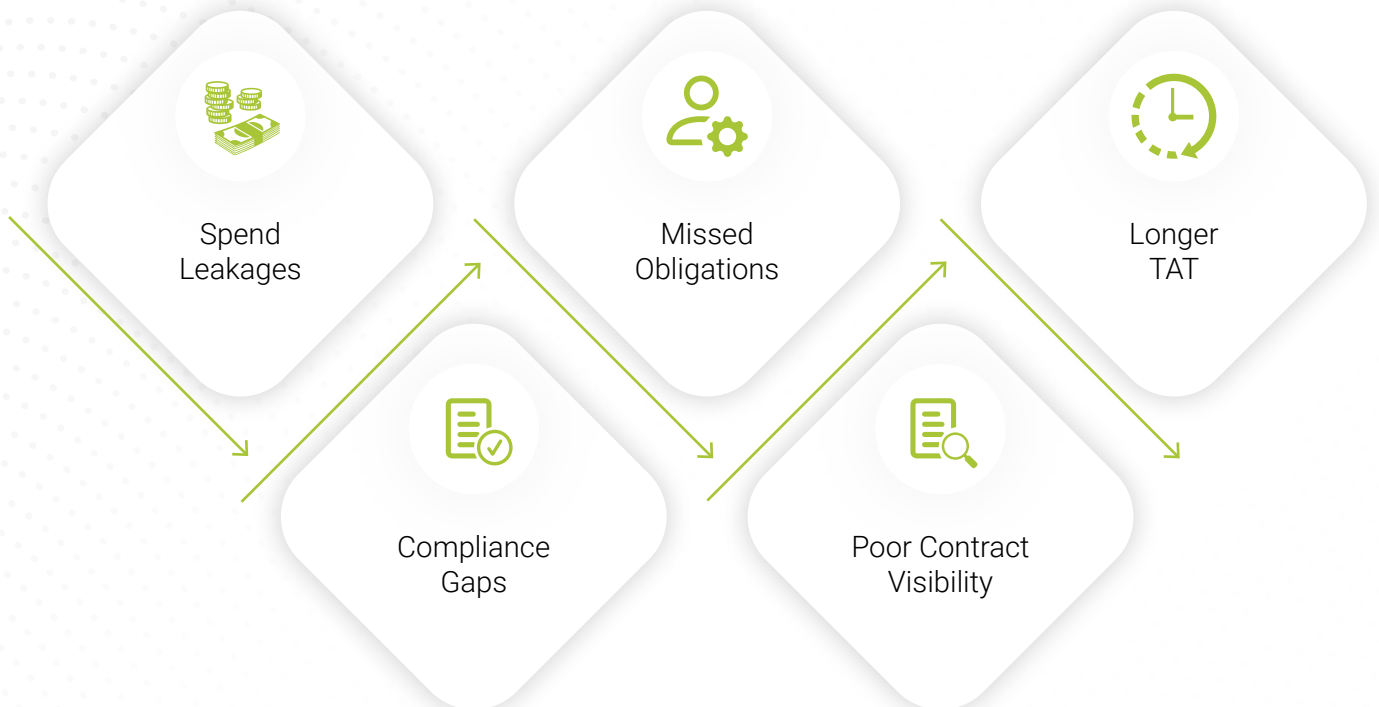 Spend
Leakages
Missed
Obligations
Longer
TAT
Compliance
Gaps
Poor Contract
Visibility